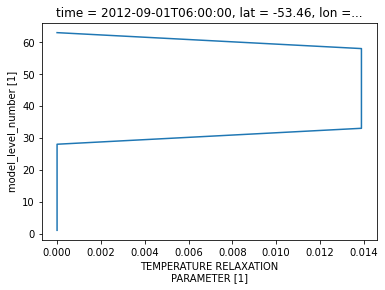 time = 2012-09-01T06:00:00, lat = -53.46, lon =...
model_level_number [1]
60
50
40
30
20
10
0
0.000 0.002 0.004 0.006 0.008 0.010 0.012 0.014
TEMPERATURE RELAXATION
PARAMETER [1]